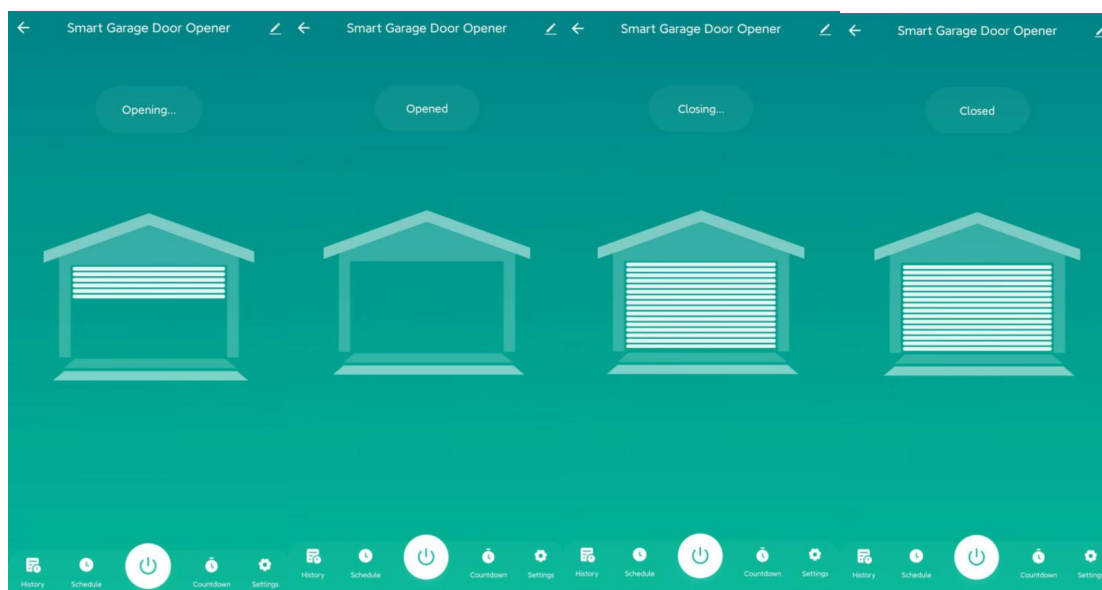 Smart Garage Door Opener
Opening...
History
Schedule
Countdown
Settings
Smart Garage Door Opener
Opened
History
Schedule
Countdown
Settings
Smart Garage Door Opener
Closing...
History
Schedule
Countdown
Settings
Smart Garage Door Opener
Closed
History
Schedule
Countdown
Settings